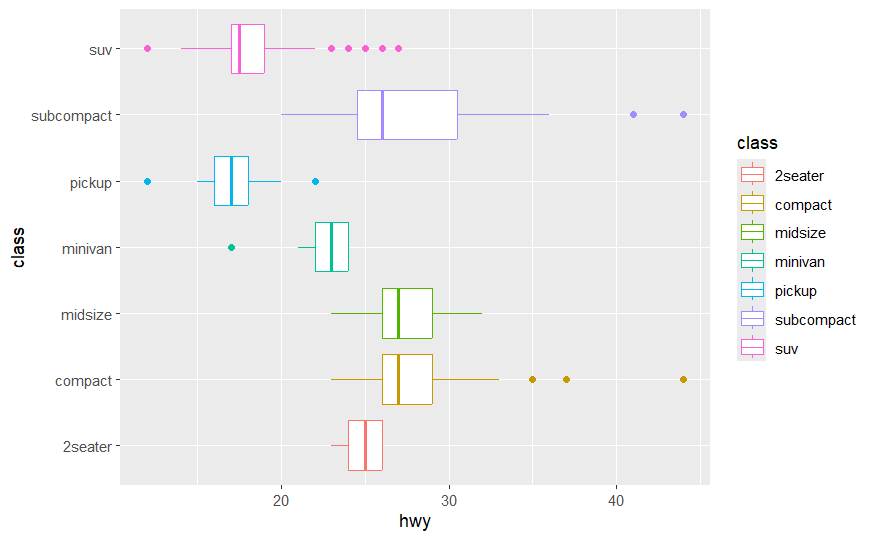 class
suv
subcompact
pickup
minivan
midsize
compact
2seater
20 30 40
hwy
class
2seater
compact
midsize
minivan
pickup
subcompact
suv